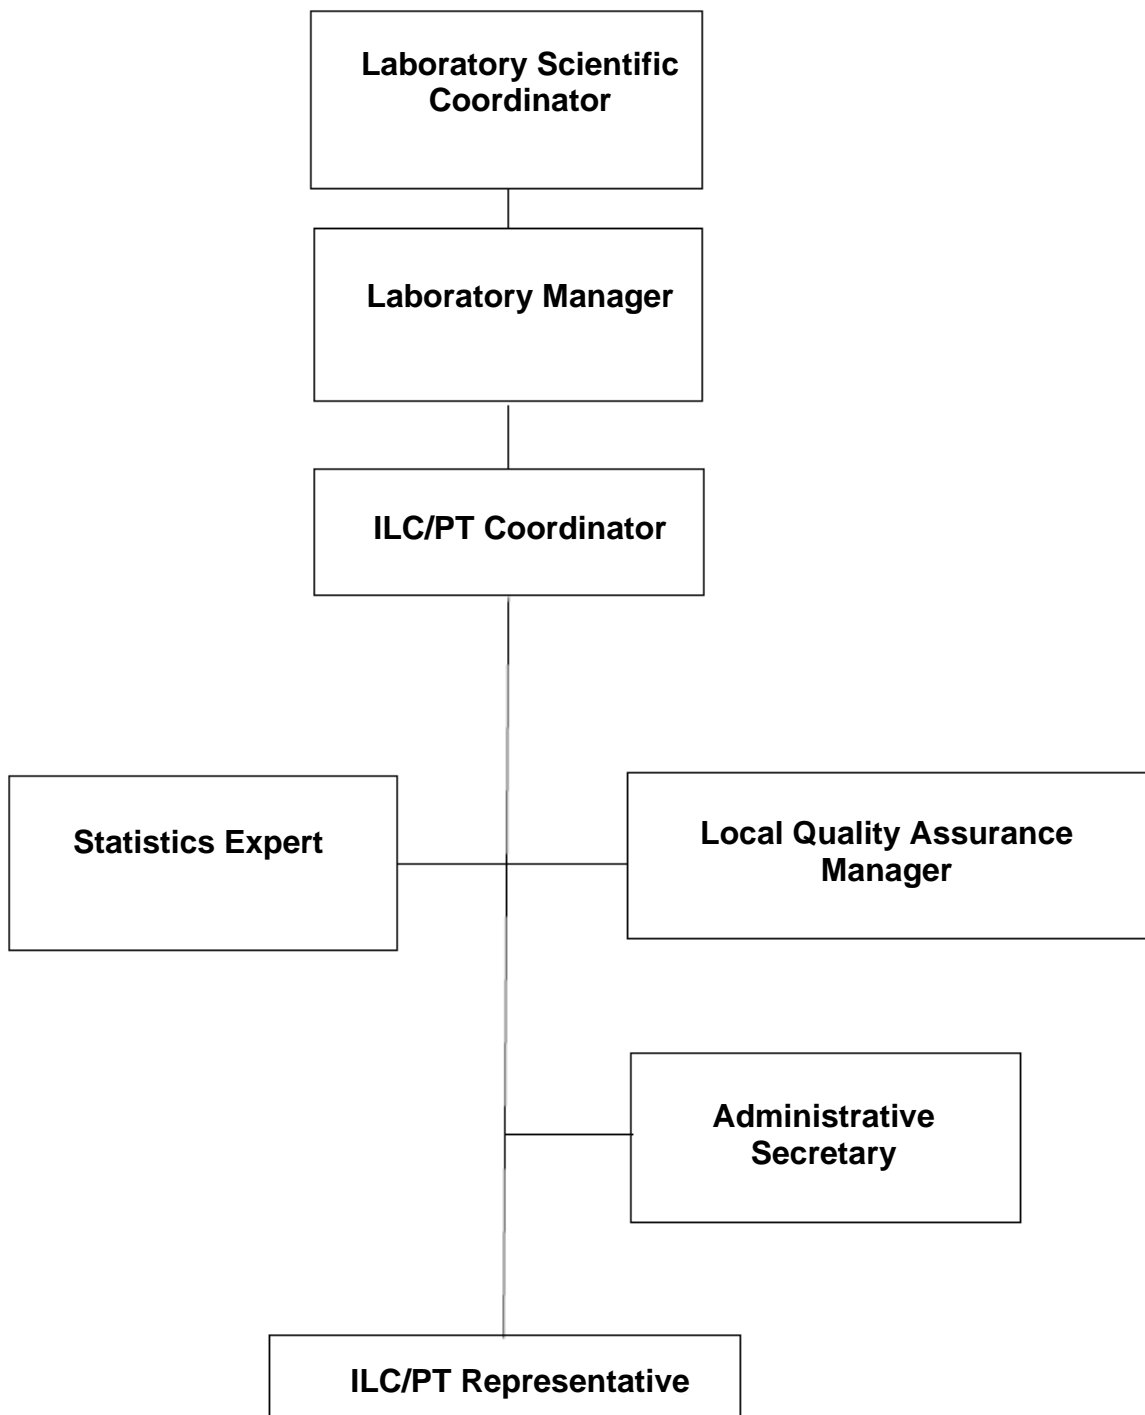 Laboratory Scientific
Coordinator
Laboratory Manager
ILC/PT Coordinator
Statistics Expert
Local Quality Assurance
Manager
Administrative
Secretary
ILC/PT Representative